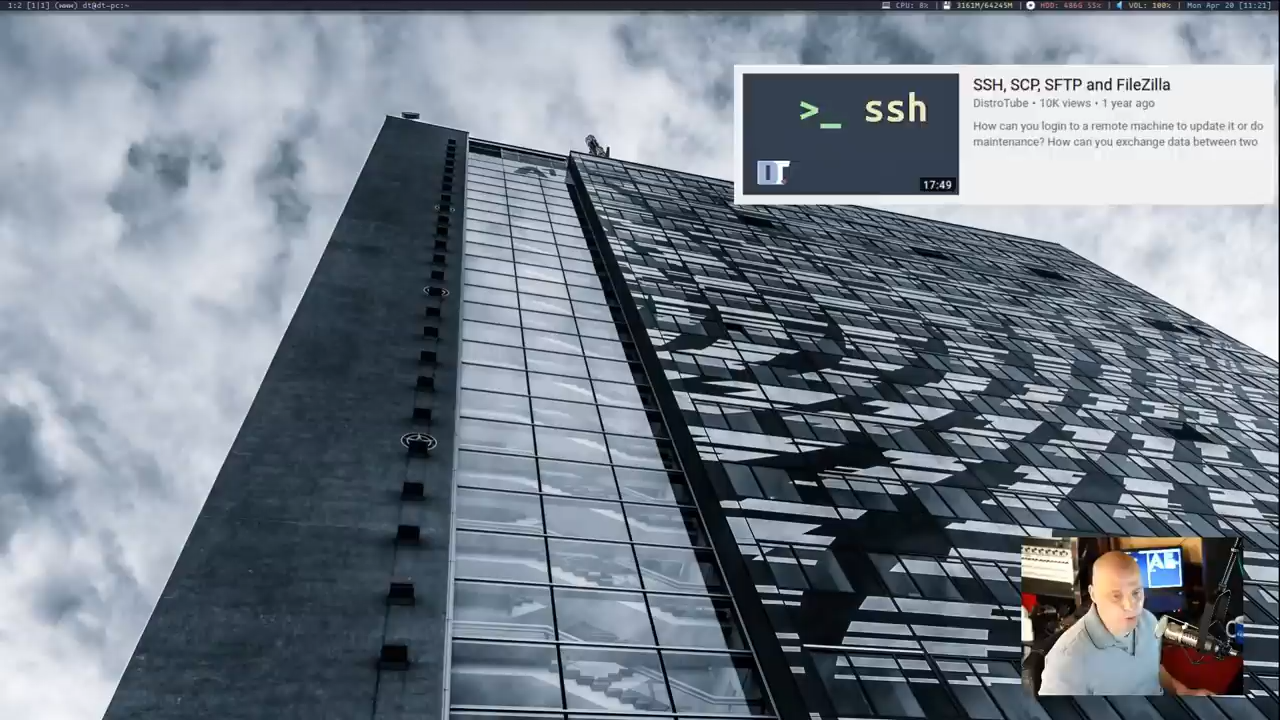 1:2 [1|1] (ʍʍʍ) dt@dt-pc:~
CPU: 8% | 3161M/64245M | HDD: 486G 55% | VOL: 100% | Mon Apr 20 [11:21]
>_ ssh
DT
17:49
SSH, SCP, SFTP and FileZilla
DistroTube • 10K views • 1 year ago
How can you login to a remote machine to update it or do
maintenance? How can you exchange data between two